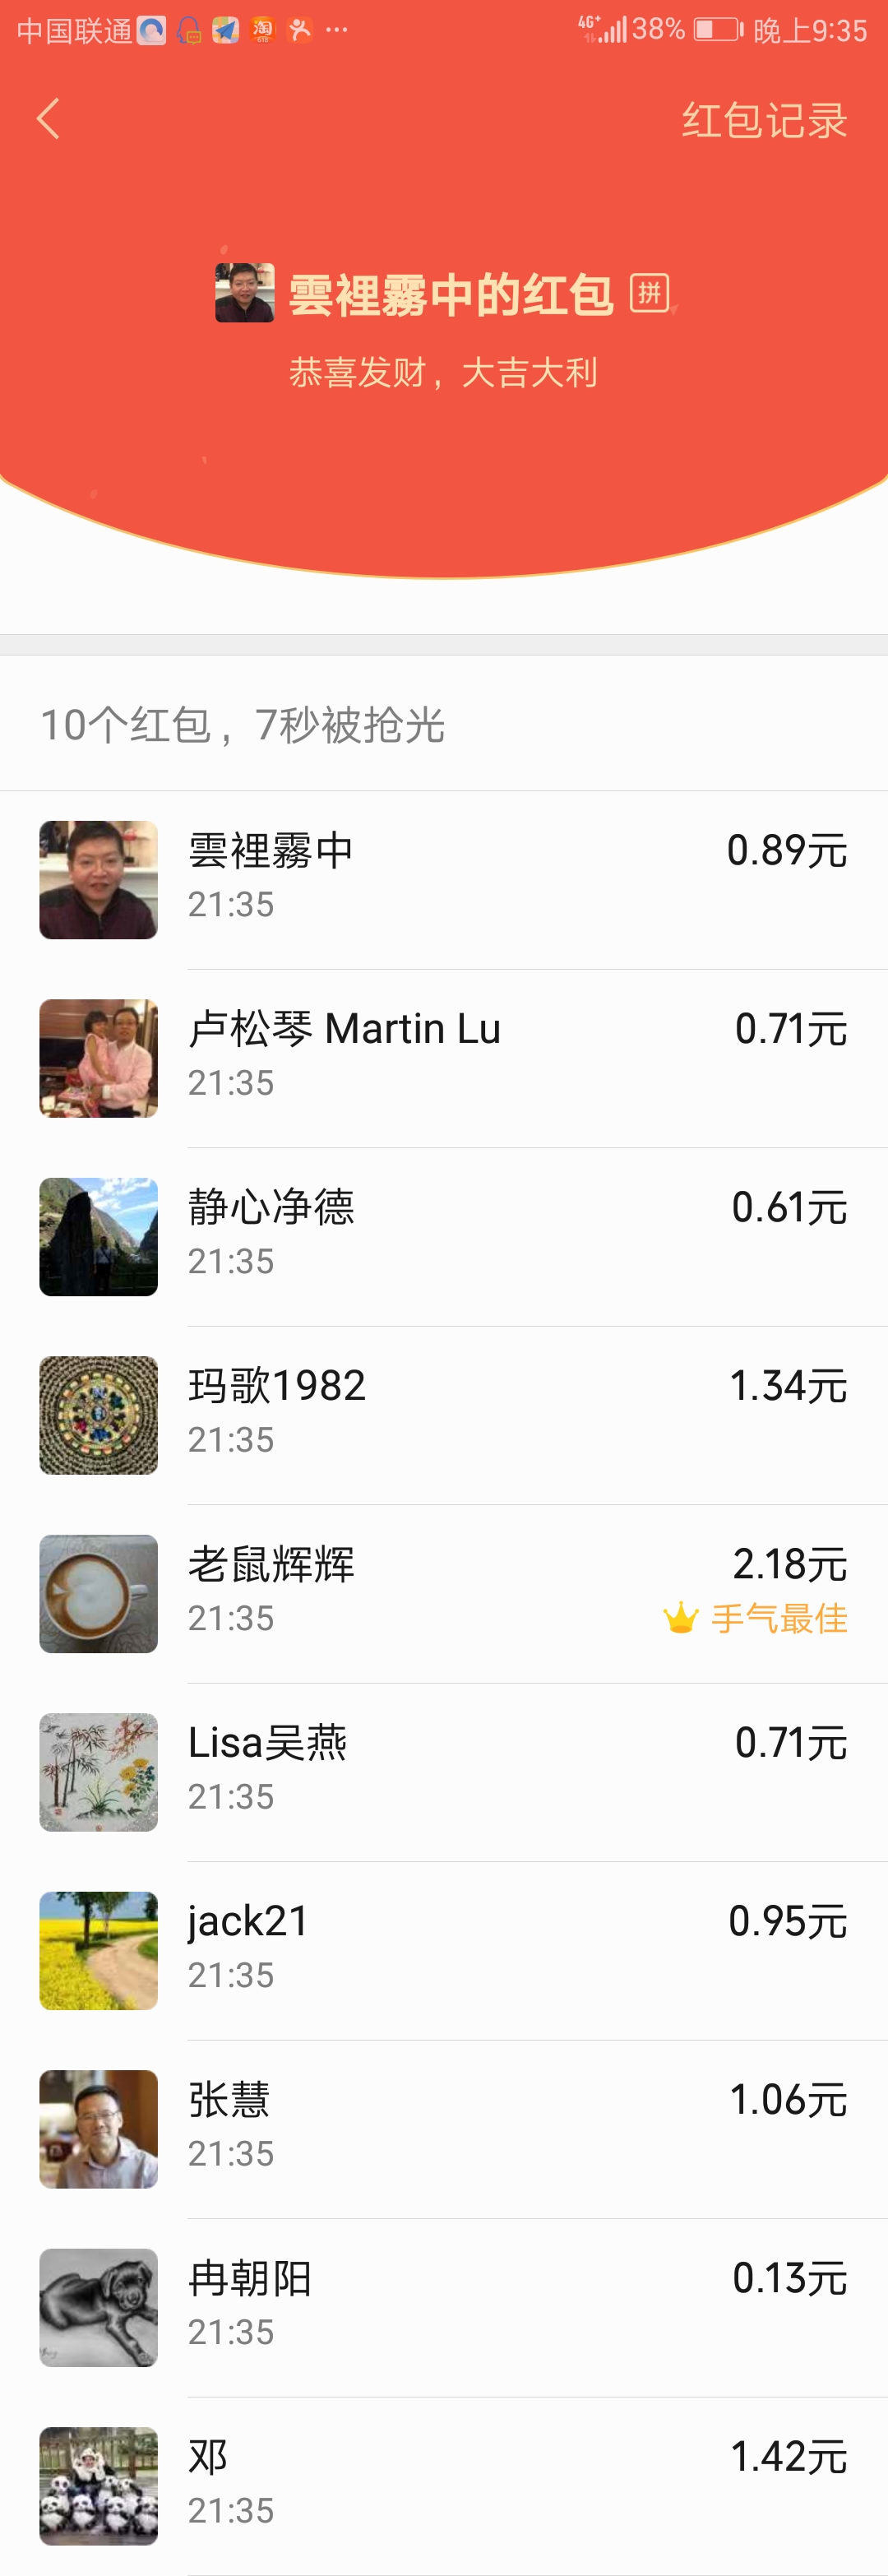 中国联通 淘 ··· 4G+ 38% 晚上9:35
红包记录
雲裡霧中的红包 拼
恭喜发财，大吉大利
10个红包，7秒被抢光
雲裡霧中 0.89元
21:35
卢松琴 Martin Lu 0.71元
21:35
静心净德 0.61元
21:35
玛歌1982 1.34元
21:35
老鼠辉辉 2.18元
21:35 手气最佳
Lisa吴燕 0.71元
21:35
jack21 0.95元
21:35
张慧 1.06元
21:35
冉朝阳 0.13元
21:35
邓 1.42元
21:35